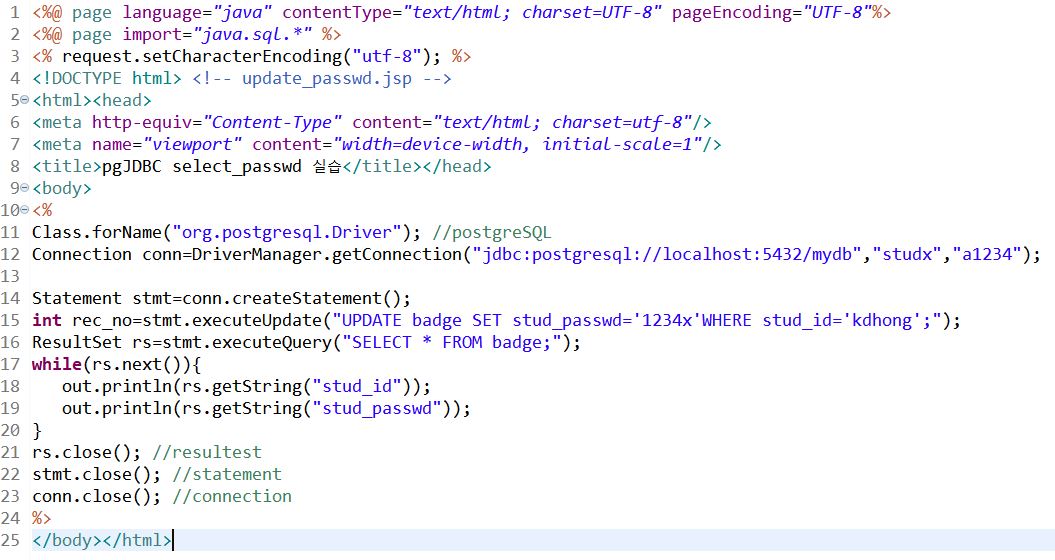 1 <%@ page language="java" contentType="text/html; charset=UTF-8" pageEncoding="UTF-8"%>
2 <%@ page import="java.sql.*" %>
3 <% request.setCharacterEncoding("utf-8"); %>
4 <!DOCTYPE html> <!-- update_passwd.jsp -->
5 <html><head>
6 <meta http-equiv="Content-Type" content="text/html; charset=utf-8"/>
7 <meta name="viewport" content="width=device-width, initial-scale=1"/>
8 <title>pgJDBC select_passwd 실습</title></head>
9 <body>
10 <%
11 Class.forName("org.postgresql.Driver"); //postgreSQL
12 Connection conn=DriverManager.getConnection("jdbc:postgresql://localhost:5432/mydb","studx","a1234");
13
14 Statement stmt=conn.createStatement();
15 int rec_no=stmt.executeUpdate("UPDATE badge SET stud_passwd='1234x'WHERE stud_id='kdhong';");
16 ResultSet rs=stmt.executeQuery("SELECT * FROM badge;");
17 while(rs.next()){
18    out.println(rs.getString("stud_id"));
19    out.println(rs.getString("stud_passwd"));
20 }
21 rs.close(); //resultest
22 stmt.close(); //statement
23 conn.close(); //connection
24 %>
25 </body></html>